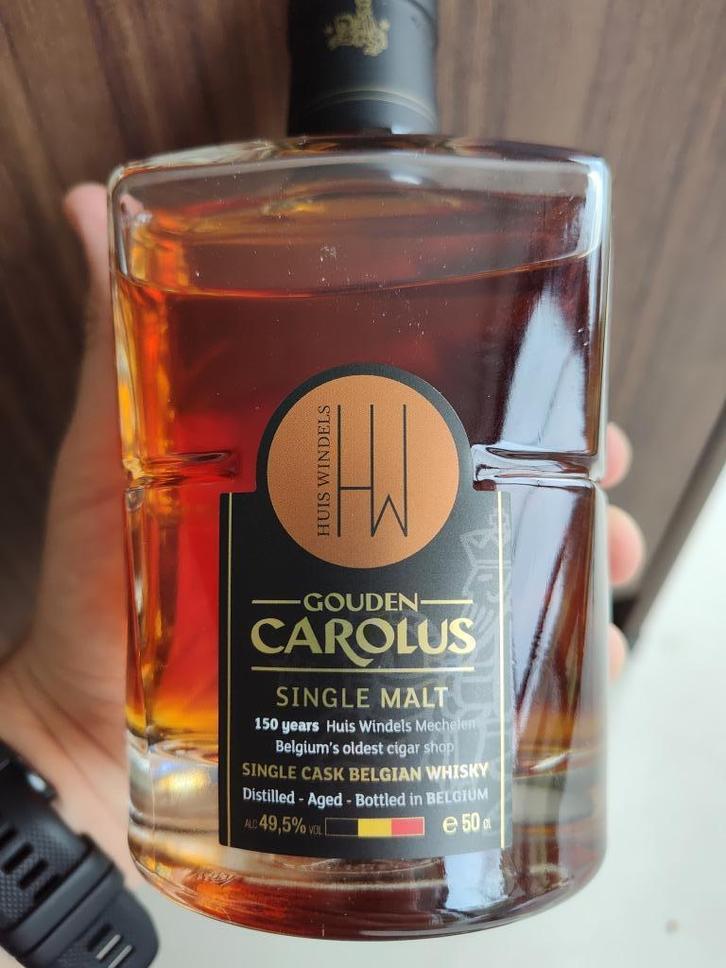 HUIS WINDELS
HW
GOUDEN
CAROLUS
SINGLE MALT
150 years Huis Windels Mechelen
Belgium's oldest cigar shop
SINGLE CASK BELGIAN WHISKY
Distilled - Aged - Bottled in BELGIUM
ALC 49,5% VOL e 50 cL